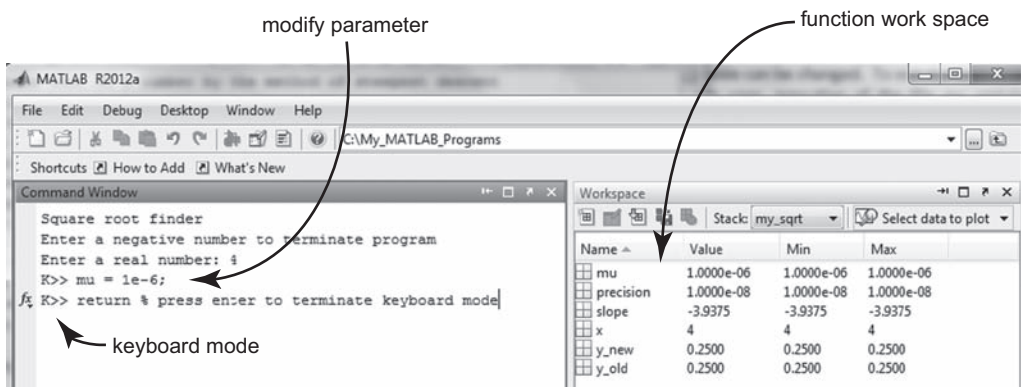 modify parameter
function work space
MATLAB R2012a
File Edit Debug Desktop Window Help
C:\My_MATLAB_Programs
Shortcuts How to Add What's New
Command Window
Square root finder
Enter a negative number to terminate program
Enter a real number: 4
K>> mu = 1e-6;
fx K>> return % press enter to terminate keyboard mode
keyboard mode
Workspace
Stack: my_sqrt Select data to plot
Name Value Min Max
mu 1.0000e-06 1.0000e-06 1.0000e-06
precision 1.0000e-08 1.0000e-08 1.0000e-08
slope -3.9375 -3.9375 -3.9375
x 4 4 4
y_new 0.2500 0.2500 0.2500
y_old 0.2500 0.2500 0.2500